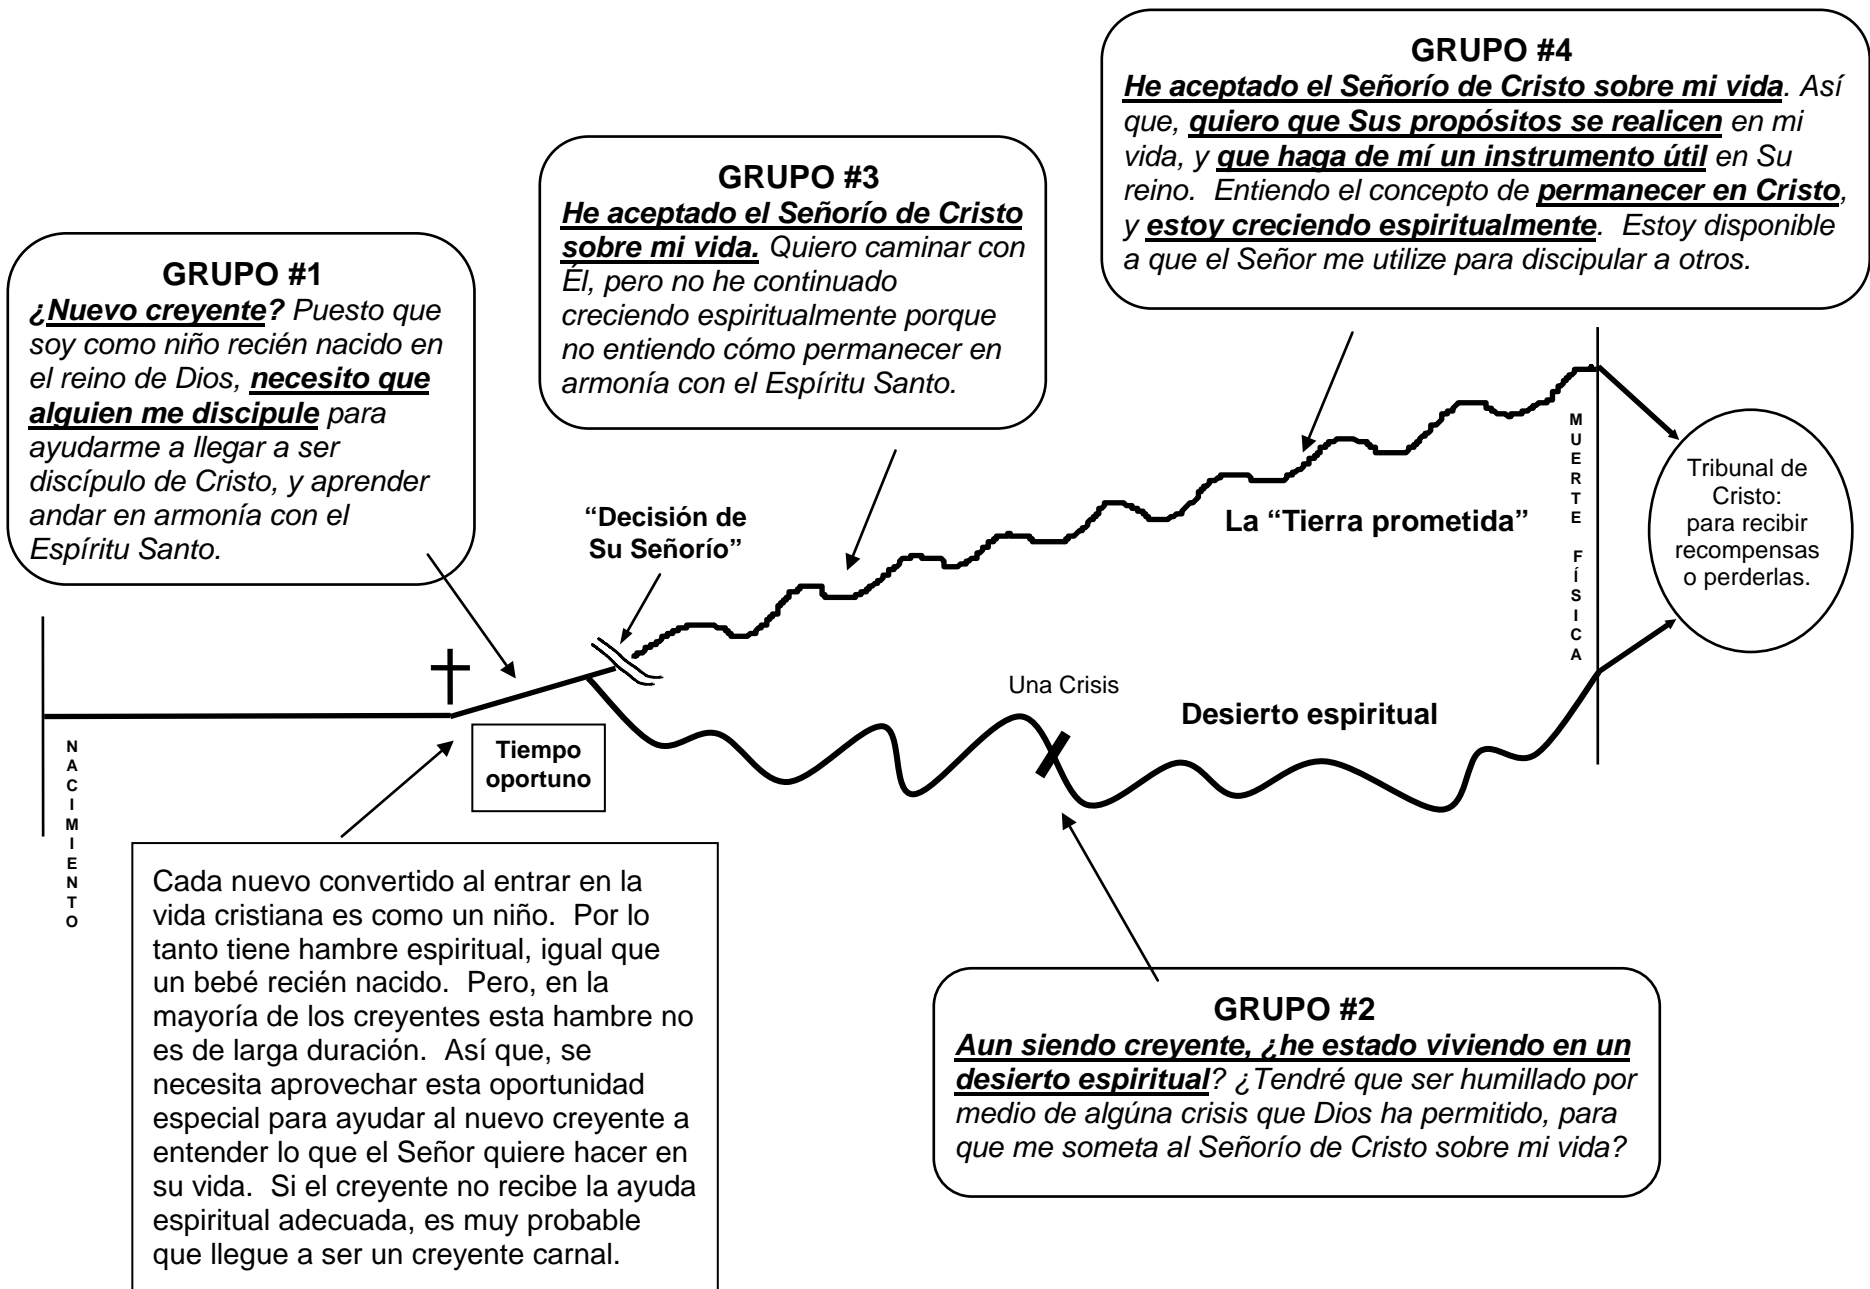 GRUPO #4
He aceptado el Señorío de Cristo sobre mi vida. Así
que, quiero que Sus propósitos se realicen en mi
vida, y que haga de mí un instrumento útil en Su
reino. Entiendo el concepto de permanecer en Cristo,
y estoy creciendo espiritualmente. Estoy disponible
a que el Señor me utilize para discipular a otros.
GRUPO #3
He aceptado el Señorío de Cristo
sobre mi vida. Quiero caminar con
Él, pero no he continuado
creciendo espiritualmente porque
no entiendo cómo permanecer en
armonía con el Espíritu Santo.
GRUPO #1
¿Nuevo creyente? Puesto que
soy como niño recién nacido en
el reino de Dios, necesito que
alguien me discipule para
ayudarme a llegar a ser
discípulo de Cristo, y aprender
andar en armonía con el
Espíritu Santo.
“Decisión de
Su Señorío”
La “Tierra prometida”
MUERTE FÍSICA
Tribunal de
Cristo:
para recibir
recompensas
o perderlas.
Una Crisis
Desierto espiritual
NACIMIENTO
Tiempo
oportuno
Cada nuevo convertido al entrar en la
vida cristiana es como un niño. Por lo
tanto tiene hambre espiritual, igual que
un bebé recién nacido. Pero, en la
mayoría de los creyentes esta hambre no
es de larga duración. Así que, se
necesita aprovechar esta oportunidad
especial para ayudar al nuevo creyente a
entender lo que el Señor quiere hacer en
su vida. Si el creyente no recibe la ayuda
espiritual adecuada, es muy probable
que llegue a ser un creyente carnal.
GRUPO #2
Aun siendo creyente, ¿he estado viviendo en un
desierto espiritual? ¿Tendré que ser humillado por
medio de algúna crisis que Dios ha permitido, para
que me someta al Señorío de Cristo sobre mi vida?